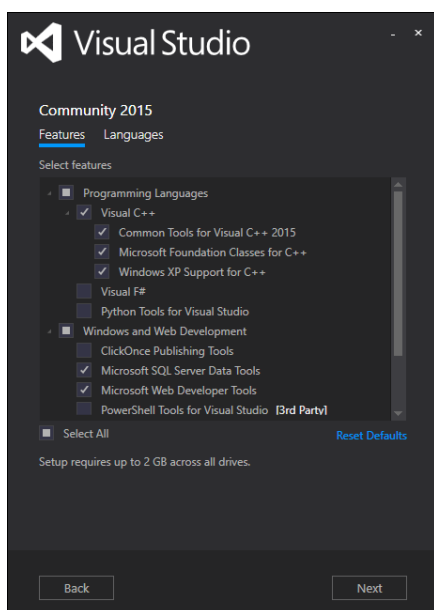 Visual Studio
Community 2015
Features Languages
Select features
Programming Languages
Visual C++
Common Tools for Visual C++ 2015
Microsoft Foundation Classes for C++
Windows XP Support for C++
Visual F#
Python Tools for Visual Studio
Windows and Web Development
ClickOnce Publishing Tools
Microsoft SQL Server Data Tools
Microsoft Web Developer Tools
PowerShell Tools for Visual Studio [3rd Party]
Select All Reset Defaults
Setup requires up to 2 GB across all drives.
Back Next